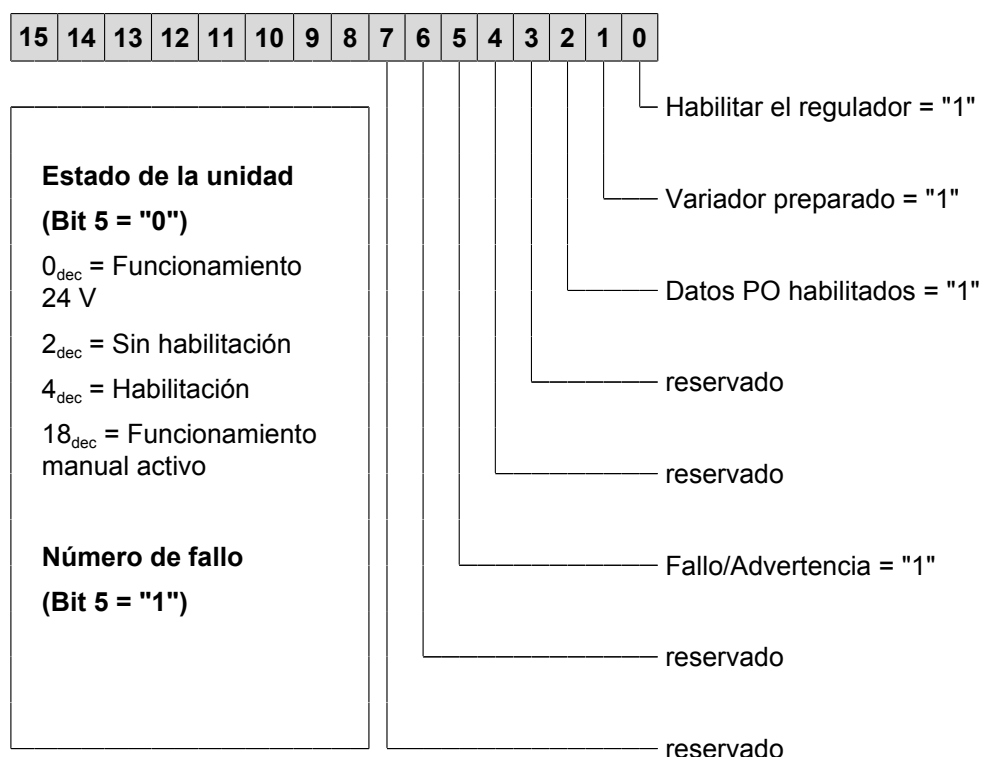 15 14 13 12 11 10 9 8 7 6 5 4 3 2 1 0
Habilitar el regulador = "1"
Variador preparado = "1"
Datos PO habilitados = "1"
reservado
reservado
Fallo/Advertencia = "1"
reservado
reservado
Estado de la unidad
(Bit 5 = "0")
0dec = Funcionamiento
24 V
2dec = Sin habilitación
4dec = Habilitación
18dec = Funcionamiento
manual activo
Número de fallo
(Bit 5 = "1")